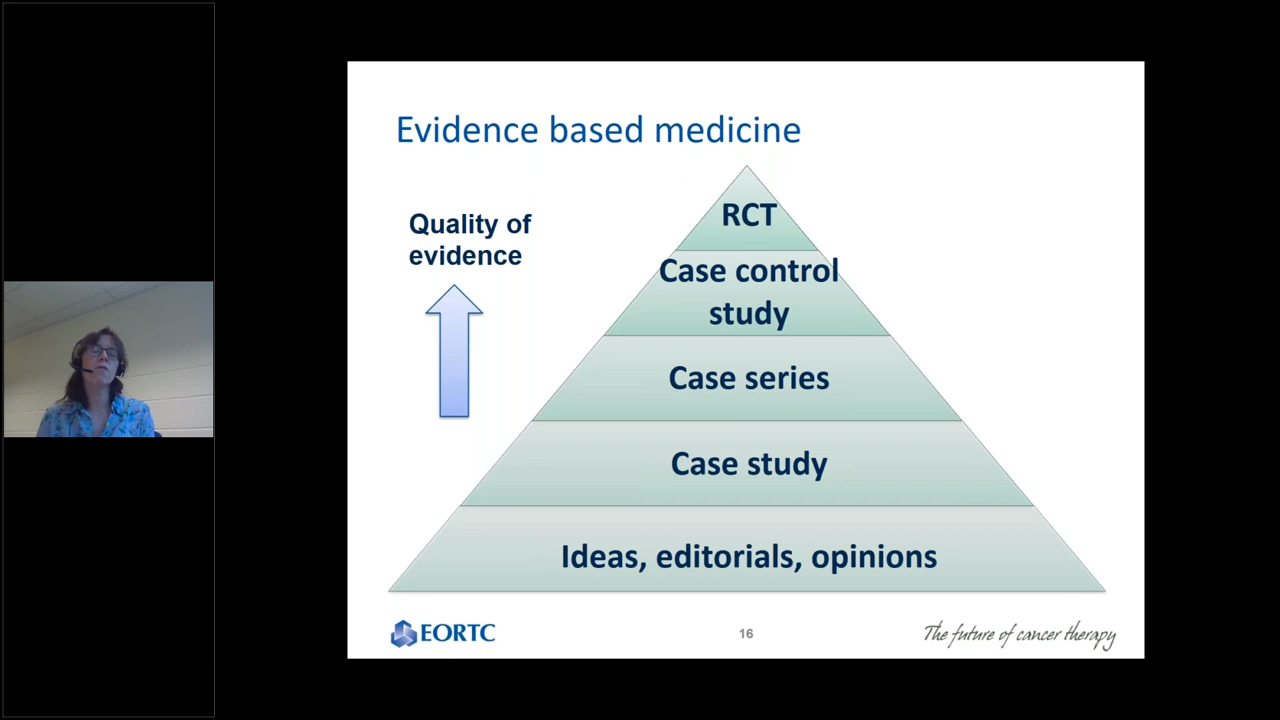 Evidence based medicine
Quality of
evidence
RCT
Case control
study
Case series
Case study
Ideas, editorials, opinions
EORTC
16
The future of cancer therapy